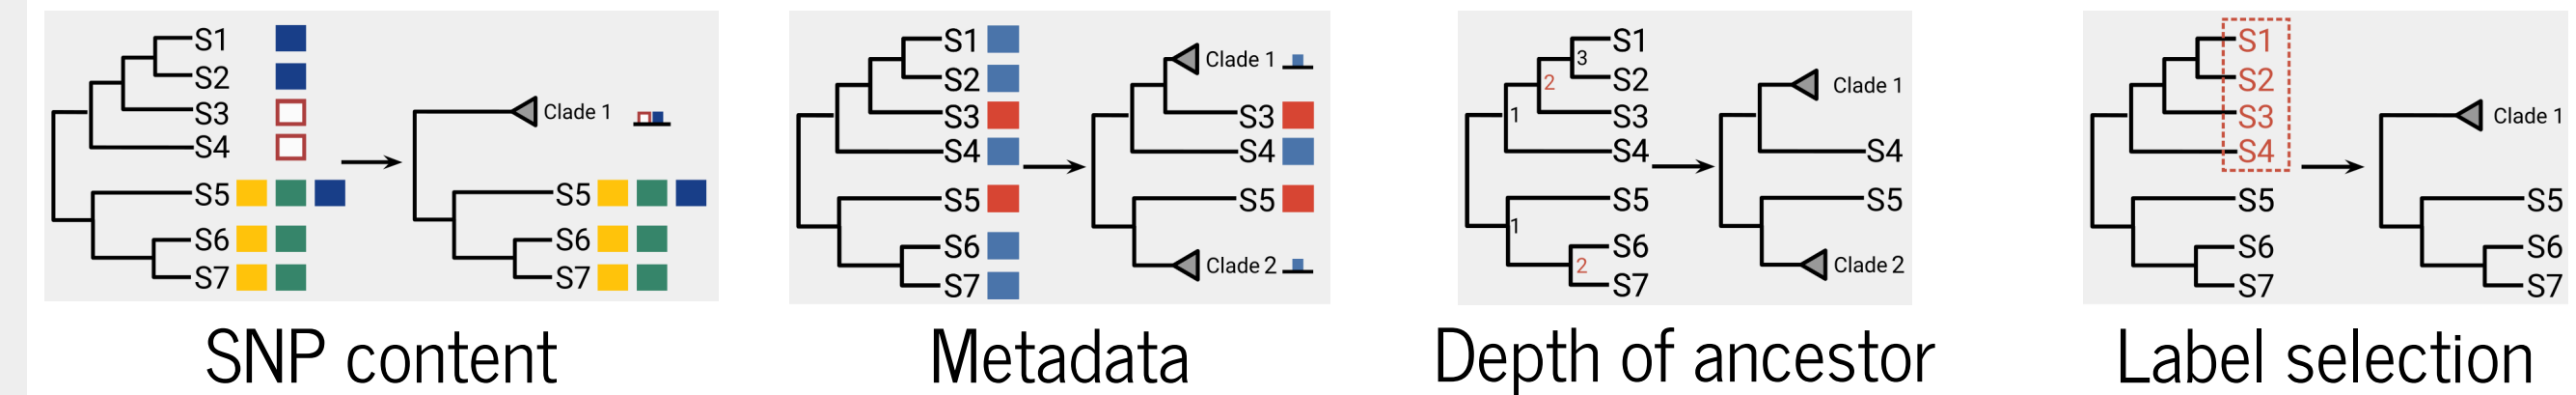 S1
S2
S3
S4
S5
S6
S7
Clade 1
S5
S6
S7
SNP content
S1
S2
S3
S4
S5
S6
S7
Clade 1
S3
S4
S5
Clade 2
Metadata
S1
S2
S3
S4
S5
S6
S7
3
2
1
1
2
Clade 1
S4
S5
Clade 2
Depth of ancestor
S1
S2
S3
S4
S5
S6
S7
Clade 1
S5
S6
S7
Label selection